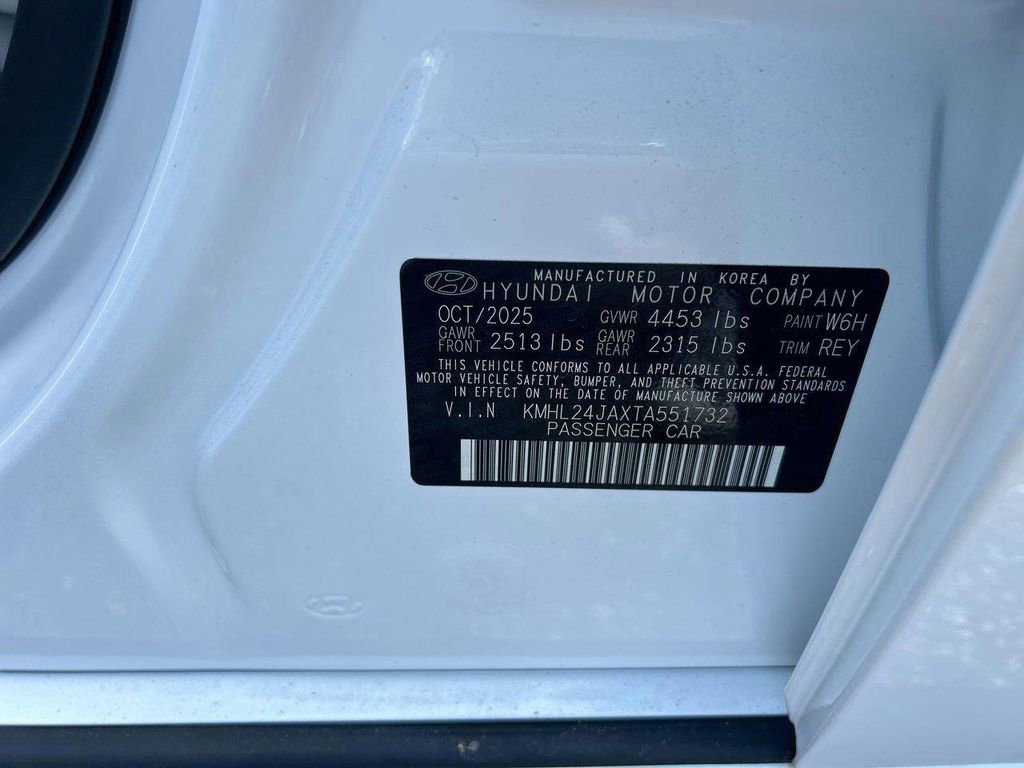 MANUFACTURED IN KOREA BY
HYUNDAI MOTOR COMPANY
OCT/2025 GVWR 4453 lbs PAINT W6H
GAWR FRONT 2513 lbs GAWR REAR 2315 lbs TRIM REY
THIS VEHICLE CONFORMS TO ALL APPLICABLE U.S.A. FEDERAL
MOTOR VEHICLE SAFETY, BUMPER, AND THEFT PREVENTION STANDARDS
IN EFFECT ON THE DATE OF MANUFACTURE SHOWN ABOVE
V.I.N KMHL24JAXTA551732
PASSENGER CAR